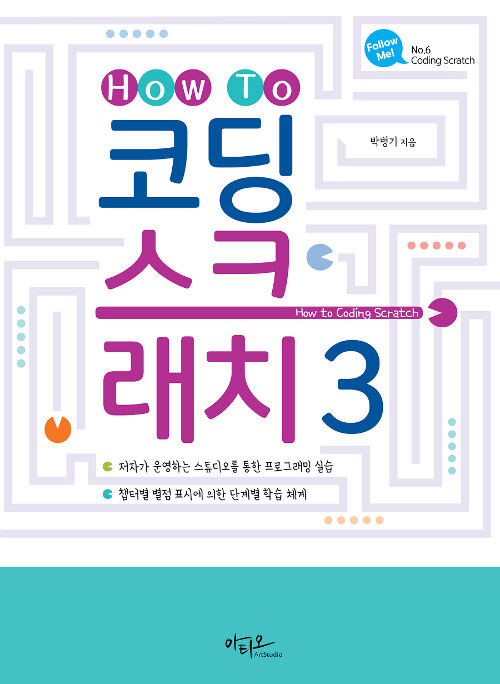 Follow Me!
No.6
Coding Scratch
How To
박병기 지음
코딩
스크
How to Coding Scratch
래치 3
저자가 운영하는 스튜디오를 통한 프로그래밍 실습
챕터별 별점 표시에 의한 단계별 학습 체계
아티오
ArtStudio